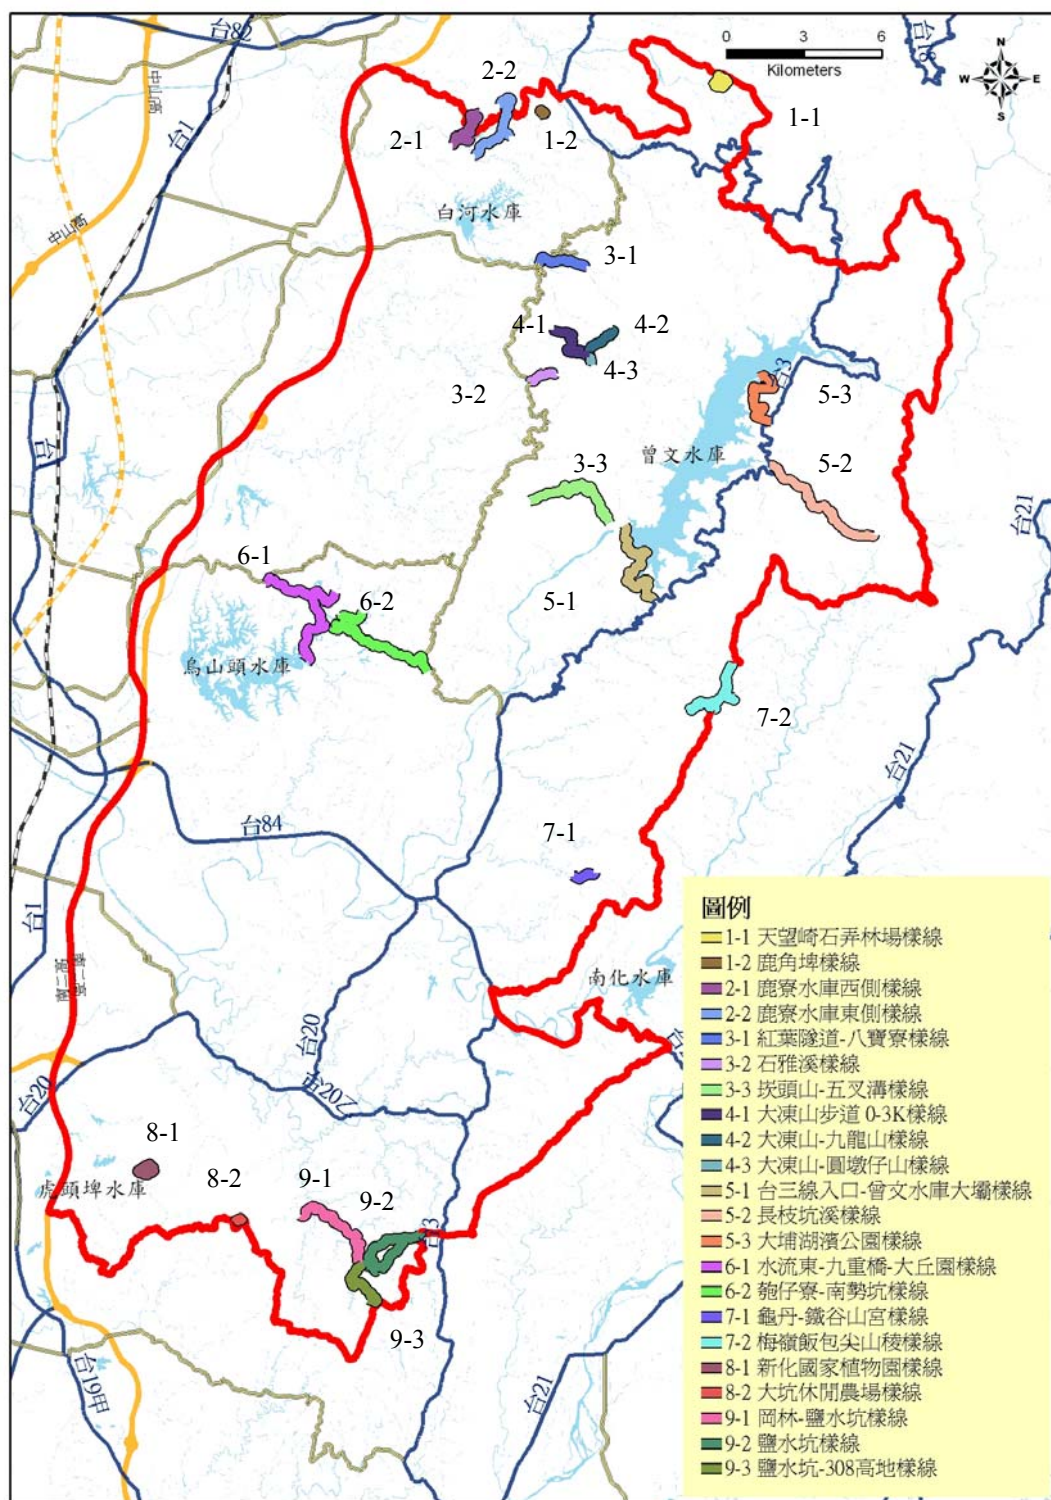 台82
台18
0 3 6
Kilometers
N
W E
S
中山高
台1
2-2
2-1
1-2
1-1
中山高
白河水庫
3-1
4-1
4-2
4-3
3-2
台3
5-3
台1
曾文水庫
3-3
5-2
台21
6-1
6-2
5-1
烏山頭水庫
7-2
台21
台84
7-1
台1
南二高
南化水庫
台20
台20乙
台20
8-1
虎頭埤水庫
8-2
9-1
9-2
台3
9-3
台19甲
台21
圖例
1-1 天望崎石弄林場樣線
1-2 鹿角埤樣線
2-1 鹿寮水庫西側樣線
2-2 鹿寮水庫東側樣線
3-1 紅葉隧道-八寶寮樣線
3-2 石雅溪樣線
3-3 崁頭山-五叉溝樣線
4-1 大凍山步道 0-3K樣線
4-2 大凍山-九龍山樣線
4-3 大凍山-圓墩仔山樣線
5-1 台三線入口-曾文水庫大壩樣線
5-2 長枝坑溪樣線
5-3 大埔湖濱公園樣線
6-1 水流東-九重橋-大丘園樣線
6-2 匏仔寮-南勢坑樣線
7-1 龜丹-鐵谷山宮樣線
7-2 梅嶺飯包尖山稜樣線
8-1 新化國家植物園樣線
8-2 大坑休閒農場樣線
9-1 岡林-鹽水坑樣線
9-2 鹽水坑樣線
9-3 鹽水坑-308高地樣線